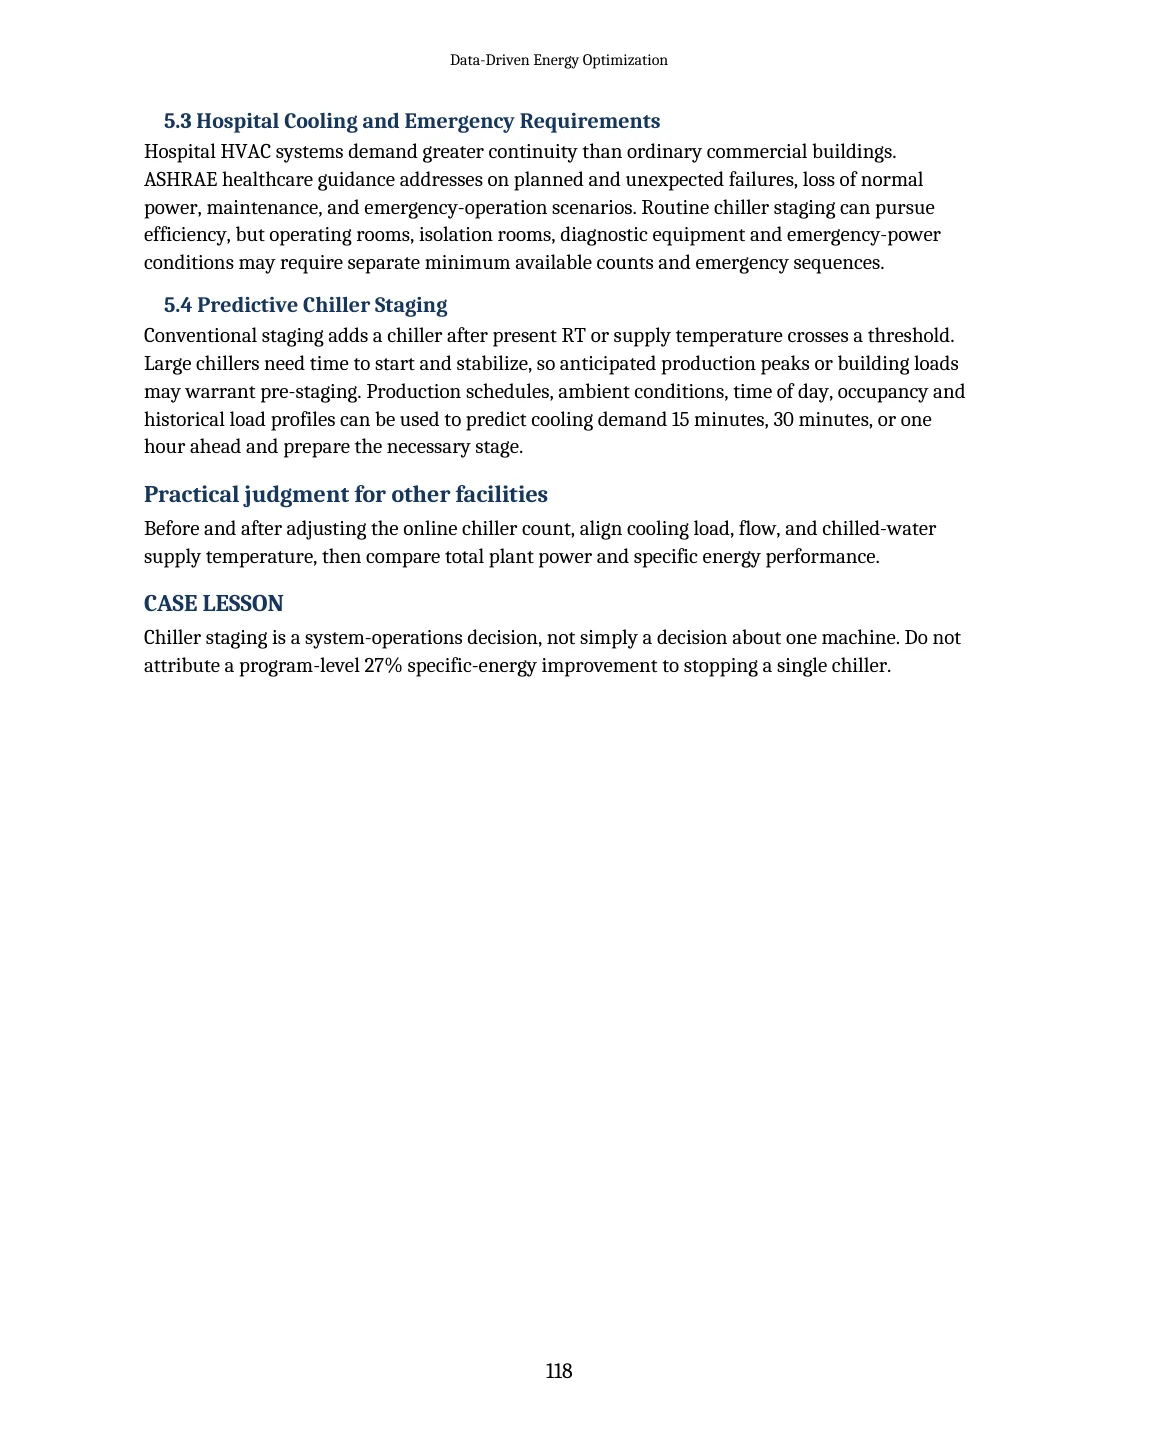 Data-Driven Energy Optimization
5.3 Hospital Cooling and Emergency Requirements
Hospital HVAC systems demand greater continuity than ordinary commercial buildings.
ASHRAE healthcare guidance addresses on planned and unexpected failures, loss of normal
power, maintenance, and emergency-operation scenarios. Routine chiller staging can pursue
efficiency, but operating rooms, isolation rooms, diagnostic equipment and emergency-power
conditions may require separate minimum available counts and emergency sequences.
5.4 Predictive Chiller Staging
Conventional staging adds a chiller after present RT or supply temperature crosses a threshold.
Large chillers need time to start and stabilize, so anticipated production peaks or building loads
may warrant pre-staging. Production schedules, ambient conditions, time of day, occupancy and
historical load profiles can be used to predict cooling demand 15 minutes, 30 minutes, or one
hour ahead and prepare the necessary stage.
Practical judgment for other facilities
Before and after adjusting the online chiller count, align cooling load, flow, and chilled-water
supply temperature, then compare total plant power and specific energy performance.
CASE LESSON
Chiller staging is a system-operations decision, not simply a decision about one machine. Do not
attribute a program-level 27% specific-energy improvement to stopping a single chiller.
118